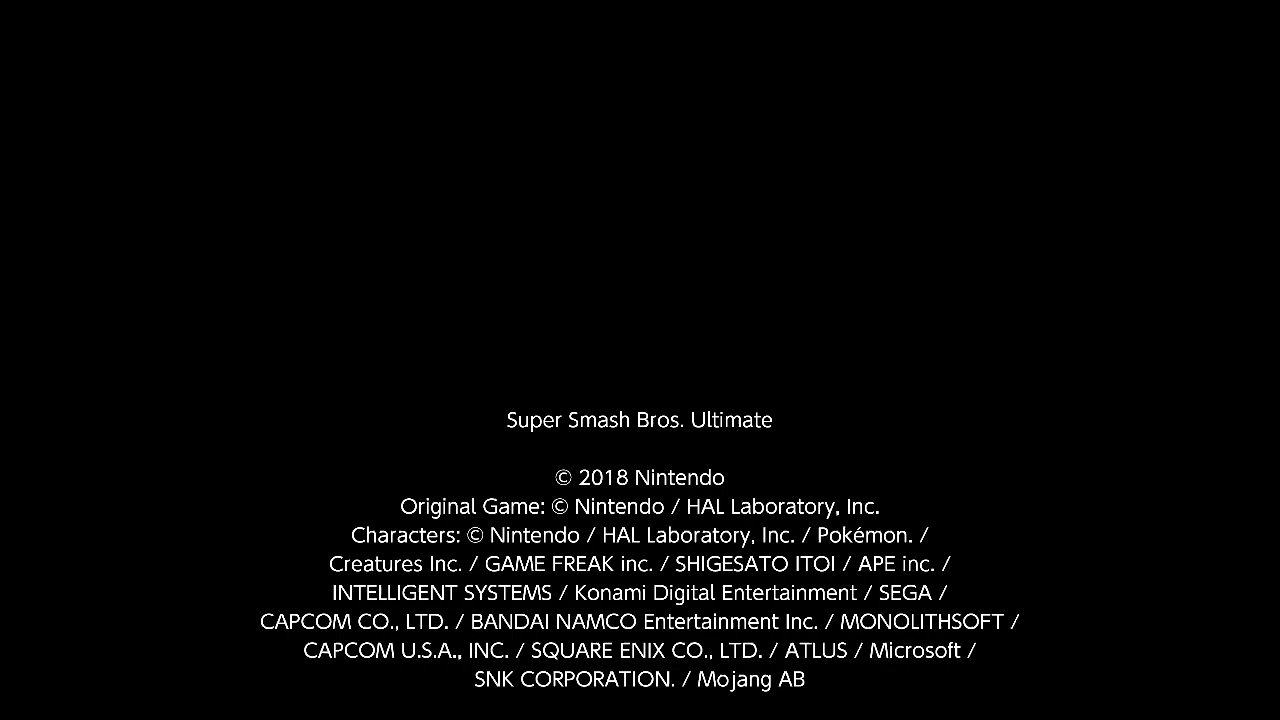 Super Smash Bros. Ultimate
© 2018 Nintendo
Original Game: © Nintendo / HAL Laboratory, Inc.
Characters: © Nintendo / HAL Laboratory, Inc. / Pokémon. /
Creatures Inc. / GAME FREAK inc. / SHIGESATO ITOI / APE inc. /
INTELLIGENT SYSTEMS / Konami Digital Entertainment / SEGA /
CAPCOM CO., LTD. / BANDAI NAMCO Entertainment Inc. / MONOLITHSOFT /
CAPCOM U.S.A., INC. / SQUARE ENIX CO., LTD. / ATLUS / Microsoft /
SNK CORPORATION. / Mojang AB